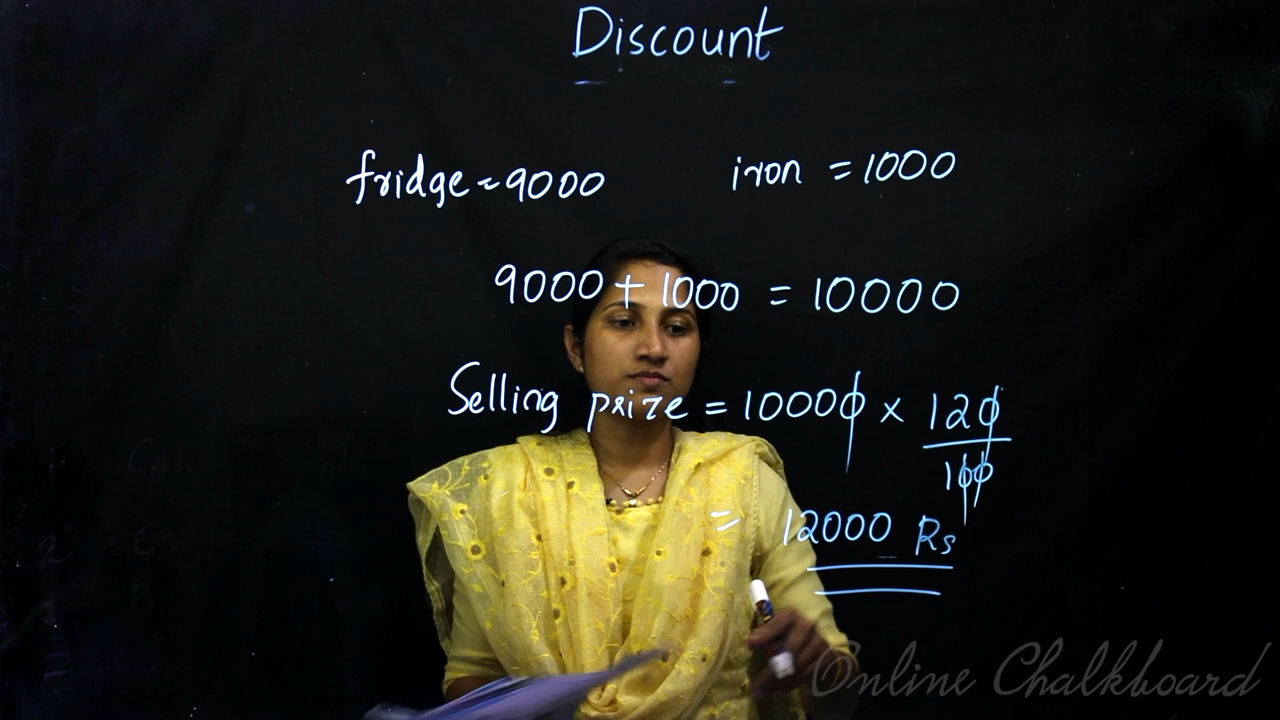 Discount
fridge = 9000 iron = 1000
9000 + 1000 = 10000
Selling prize = 10000 × 120/100
= 12000 Rs
Online Chalkboard